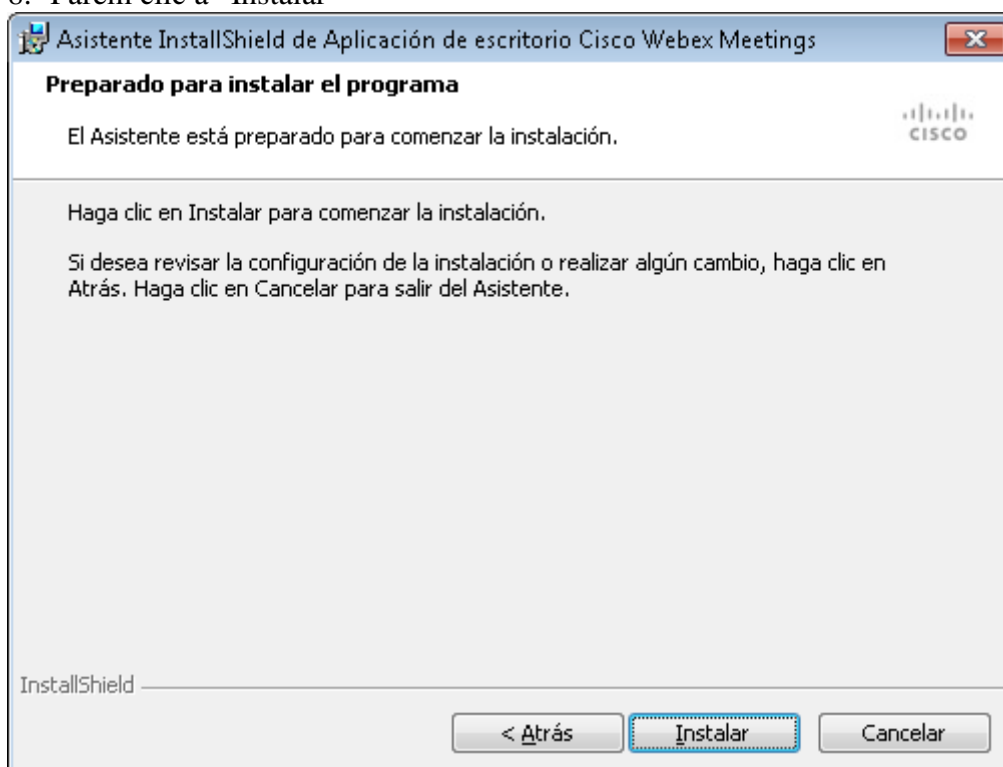 Asistente InstallShield de Aplicación de escritorio Cisco Webex Meetings
Preparado para instalar el programa
El Asistente está preparado para comenzar la instalación.
CISCO
Haga clic en Instalar para comenzar la instalación.
Si desea revisar la configuración de la instalación o realizar algún cambio, haga clic en
Atrás. Haga clic en Cancelar para salir del Asistente.
InstallShield
< Atrás Instalar Cancelar